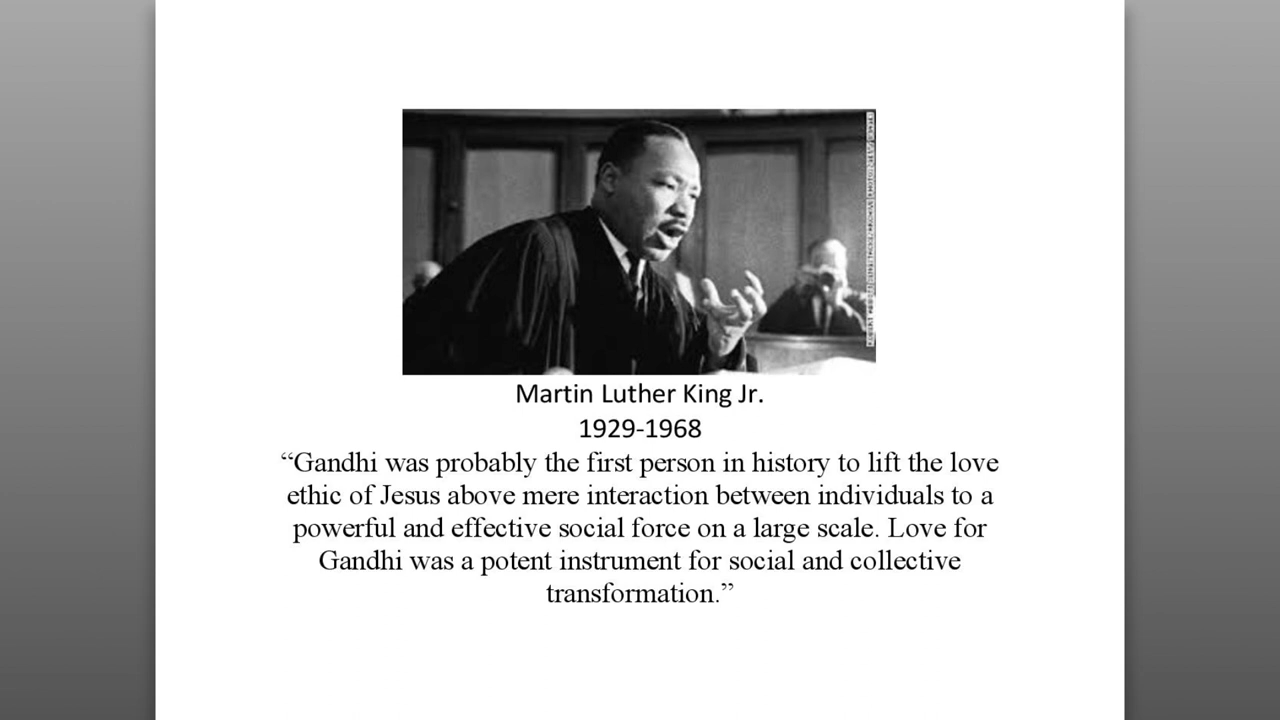 Martin Luther King Jr.
1929-1968
“Gandhi was probably the first person in history to lift the love
ethic of Jesus above mere interaction between individuals to a
powerful and effective social force on a large scale. Love for
Gandhi was a potent instrument for social and collective
transformation.”